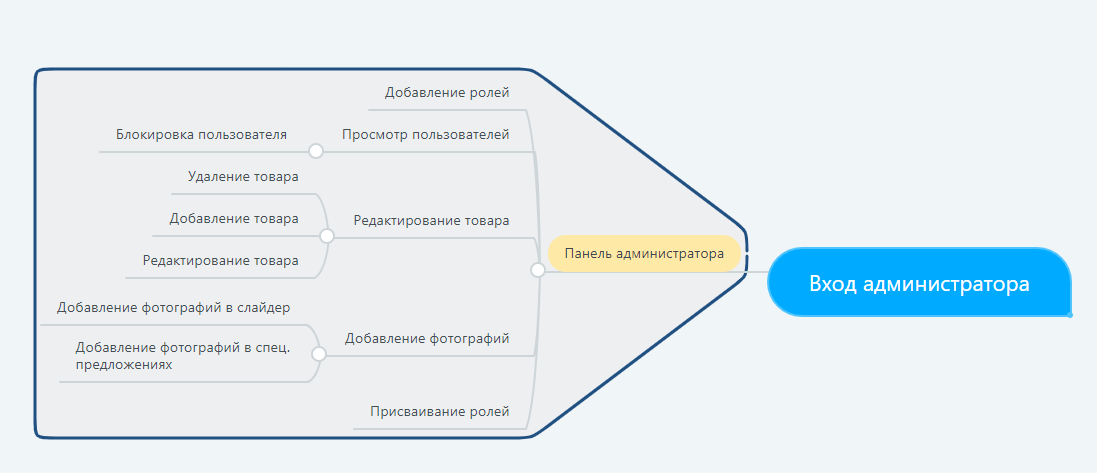 Добавление ролей
Блокировка пользователя
Просмотр пользователей
Удаление товара
Добавление товара
Редактирование товара
Редактирование товара
Панель администратора
Вход администратора
Добавление фотографий в слайдер
Добавление фотографий в спец.
предложениях
Добавление фотографий
Присваивание ролей